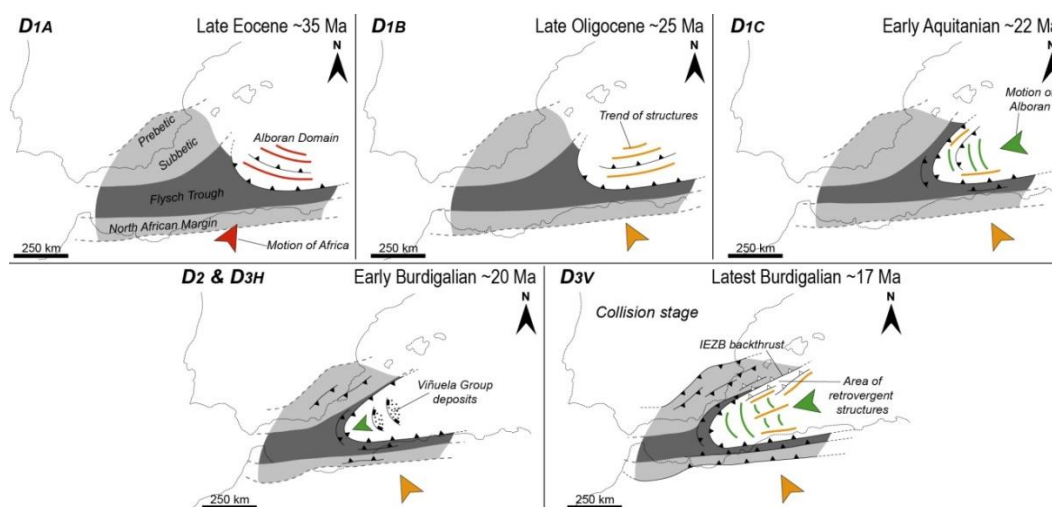 D1A
Late Eocene ~35 Ma
N
Prebetic
Subbetic
Alboran Domain
Flysch Trough
North African Margin
Motion of Africa
250 km
D1B
Late Oligocene ~25 Ma
N
Trend of structures
250 km
D1C
Early Aquitanian ~22 Ma
N
Motion of
Alboran
250 km
D2 & D3H
Early Burdigalian ~20 Ma
N
Viñuela Group
deposits
250 km
D3V
Latest Burdigalian ~17 Ma
Collision stage
N
IEZB backthrust
Area of
retrovergent
structures
250 km